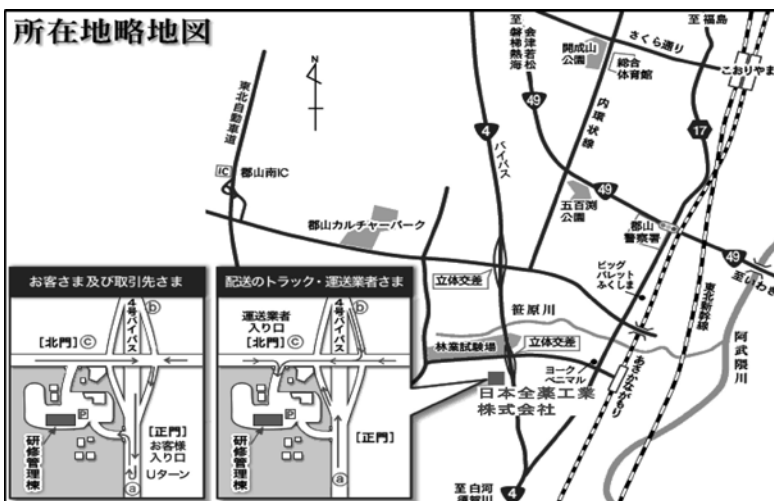 所在地略地図
N
東北自動車道
IC
郡山南IC
郡山カルチャーパーク
至磐梯熱海
会津若松
49
4
バイパス
開成山
公園
総合
体育館
さくら通り
至福島
こおりやま
内環状線
17
49
五百渕
公園
郡山
警察署
49
至いわき
ビッグ
パレット
ふくしま
東北新幹線
阿武隈川
立体交差
笹原川
林業試験場
立体交差
ヨーク
ベニマル
あさかながもり
日本全薬工業
株式会社
至白河
4
お客さま及び取引先さま
4号バイパス
ⓑ
[北門]ⓒ
P
研修管理棟
[正門]
お客様
入り口
Uターン
ⓐ
配送のトラック・運送業者さま
運送業者
入り口
4号バイパス
ⓑ
[北門]ⓒ
P
研修管理棟
[正門]
ⓐ